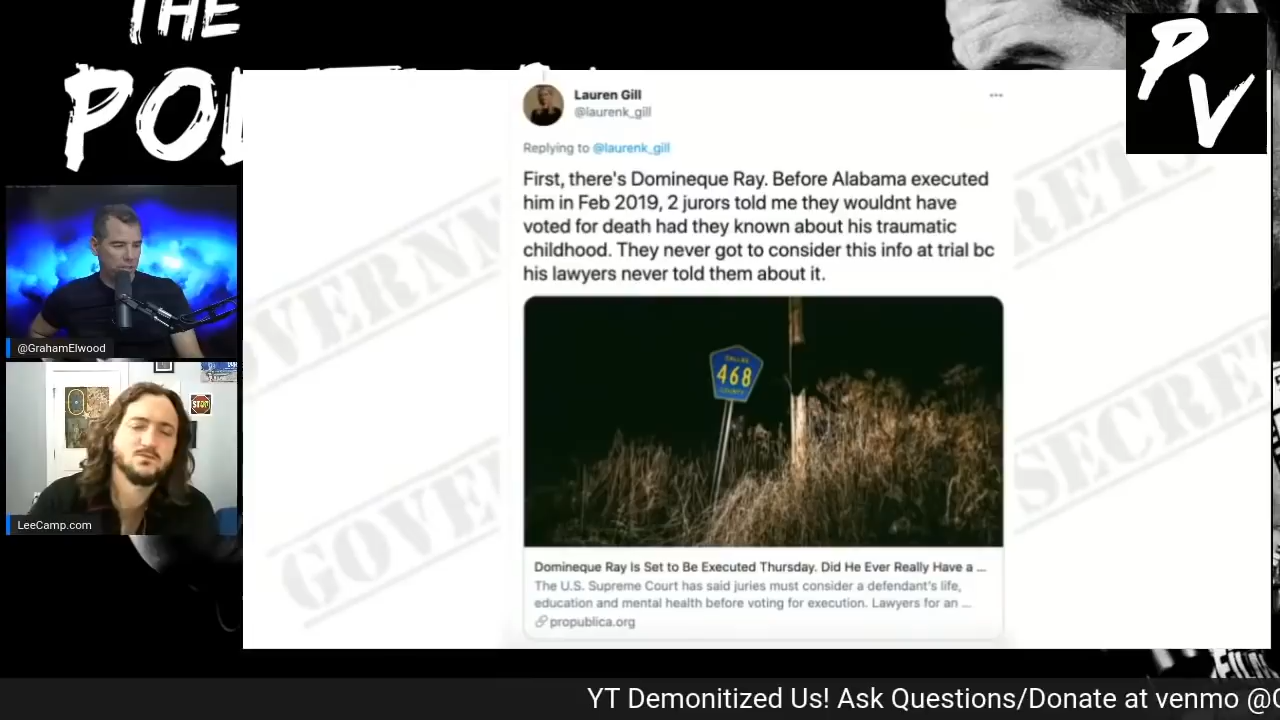 THE
PV
Lauren Gill
@laurenk_gill
Replying to @laurenk_gill
First, there's Domineque Ray. Before Alabama executed
him in Feb 2019, 2 jurors told me they wouldnt have
voted for death had they known about his traumatic
childhood. They never got to consider this info at trial bc
his lawyers never told them about it.
DALLAS
468
COUNTY
Domineque Ray Is Set to Be Executed Thursday. Did He Ever Really Have a ...
The U.S. Supreme Court has said juries must consider a defendant's life,
education and mental health before voting for execution. Lawyers for an ...
propublica.org
@GrahamElwood
STOP
LeeCamp.com
YT Demonitized Us! Ask Questions/Donate at venmo @